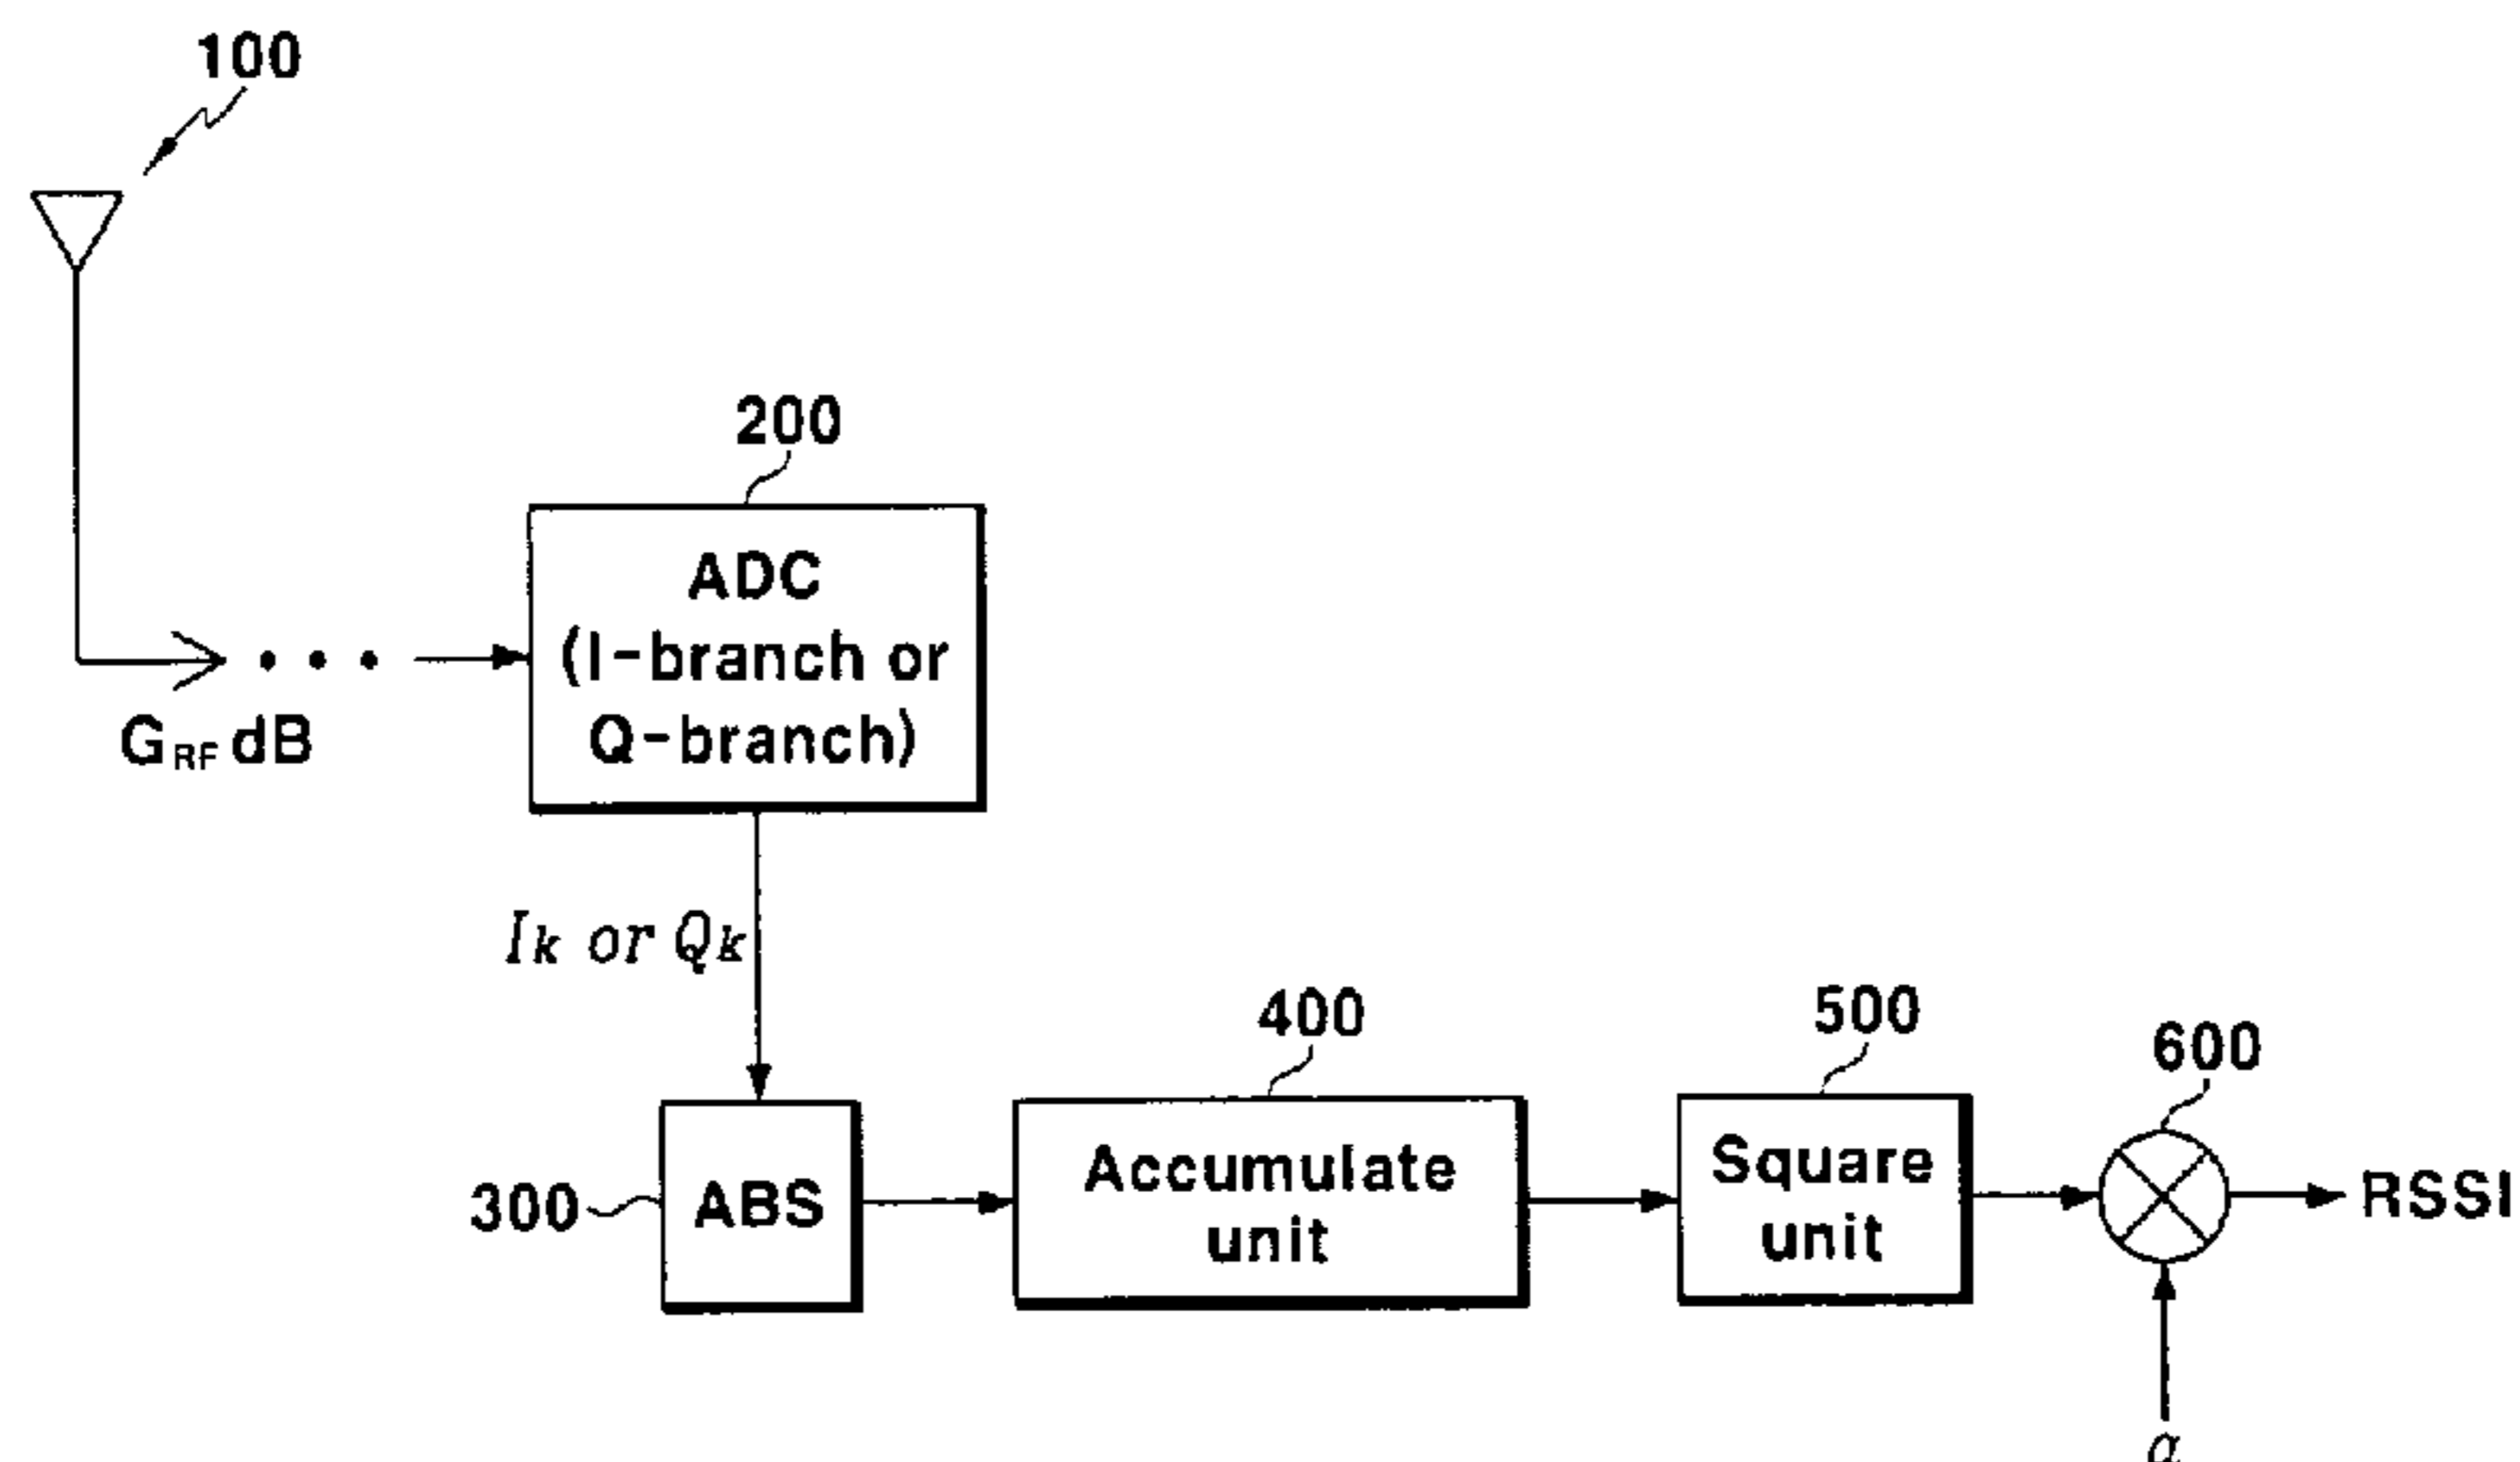 100
200
ADC
(I-branch or
Q-branch)
GRF dB
Ik or Qk
400
500
600
300
ABS
Accumulate
unit
Square
unit
RSSI